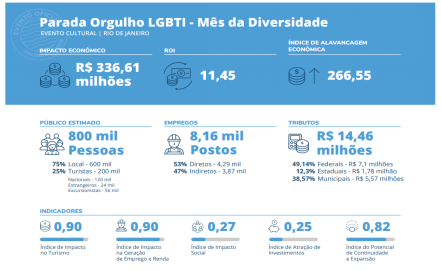 Parada Orgulho LGBTI - Mês da Diversidade
EVENTO CULTURAL | RIO DE JANEIRO
IMPACTO ECONÔMICO
R$ 336,61
milhões
ROI
11,45
ÍNDICE DE ALAVANCAGEM
ECONÔMICA
266,55
PÚBLICO ESTIMADO
800 mil
Pessoas
75% Local - 600 mil
25% Turistas - 200 mil
Nacionais - 120 mil
Estrangeiros - 24 mil
Excursionistas - 56 mil
EMPREGOS
8,16 mil
Postos
53% Diretos - 4,29 mil
47% Indiretos - 3,87 mil
TRIBUTOS
R$ 14,46
milhões
49,14% Federais - R$ 7,1 milhões
12,3% Estaduais - R$ 1,78 milhão
38,57% Municipais - R$ 5,57 milhões
INDICADORES
0,90
Índice de Impacto
no Turismo
0,90
Índice de Impacto
na Geração
de Emprego e Renda
0,27
Índice de Impacto
Social
0,25
Índice de Atração de
Investimentos
0,82
Índice do Potencial
de Continuidade
e Expansão